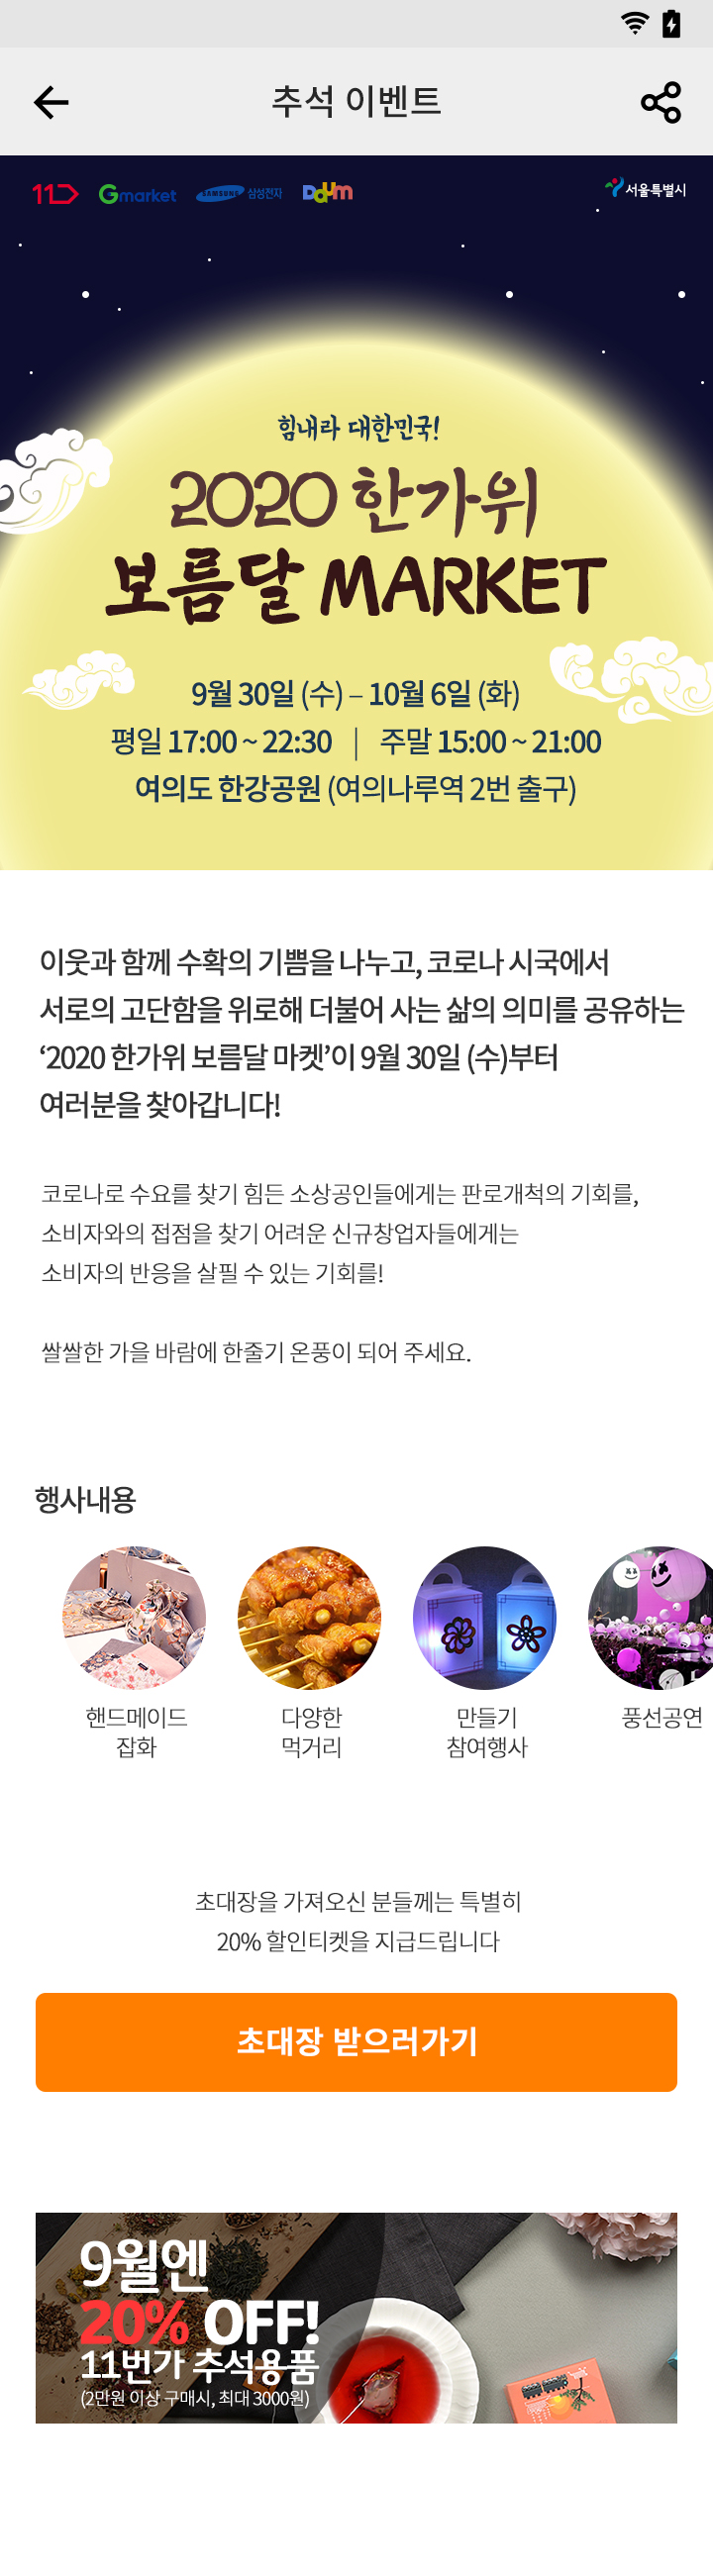 추석 이벤트
11
Gmarket
SAMSUNG 삼성전자
Daum
서울특별시
힘내라 대한민국!
2020 한가위
보름달 MARKET
9월 30일 (수) – 10월 6일 (화)
평일 17:00 ~ 22:30 | 주말 15:00 ~ 21:00
여의도 한강공원 (여의나루역 2번 출구)
이웃과 함께 수확의 기쁨을 나누고, 코로나 시국에서
서로의 고단함을 위로해 더불어 사는 삶의 의미를 공유하는
‘2020 한가위 보름달 마켓’이 9월 30일 (수)부터
여러분을 찾아갑니다!
코로나로 수요를 찾기 힘든 소상공인들에게는 판로개척의 기회를,
소비자와의 접점을 찾기 어려운 신규창업자들에게는
소비자의 반응을 살필 수 있는 기회를!
쌀쌀한 가을 바람에 한줄기 온풍이 되어 주세요.
행사내용
핸드메이드
잡화
다양한
먹거리
만들기
참여행사
풍선공연
초대장을 가져오신 분들께는 특별히
20% 할인티켓을 지급드립니다
초대장 받으러가기
9월엔
20% OFF!
11번가 추석용품
(2만원 이상 구매시, 최대 3000원)